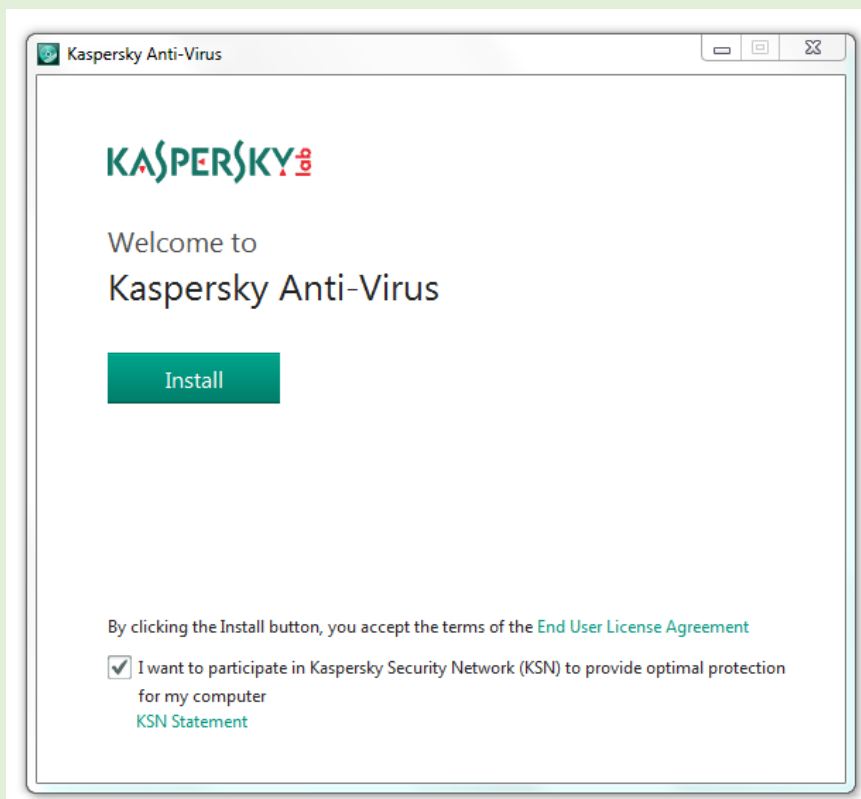 Kaspersky Anti-Virus
KASPERSKY lab
Welcome to
Kaspersky Anti-Virus
Install
By clicking the Install button, you accept the terms of the End User License Agreement
I want to participate in Kaspersky Security Network (KSN) to provide optimal protection
for my computer
KSN Statement